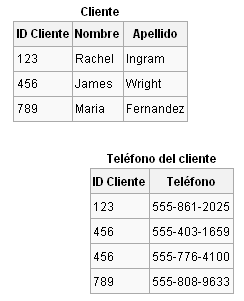 Cliente
ID Cliente Nombre Apellido
123 Rachel Ingram
456 James Wright
789 Maria Fernandez
Teléfono del cliente
ID Cliente Teléfono
123 555-861-2025
456 555-403-1659
456 555-776-4100
789 555-808-9633